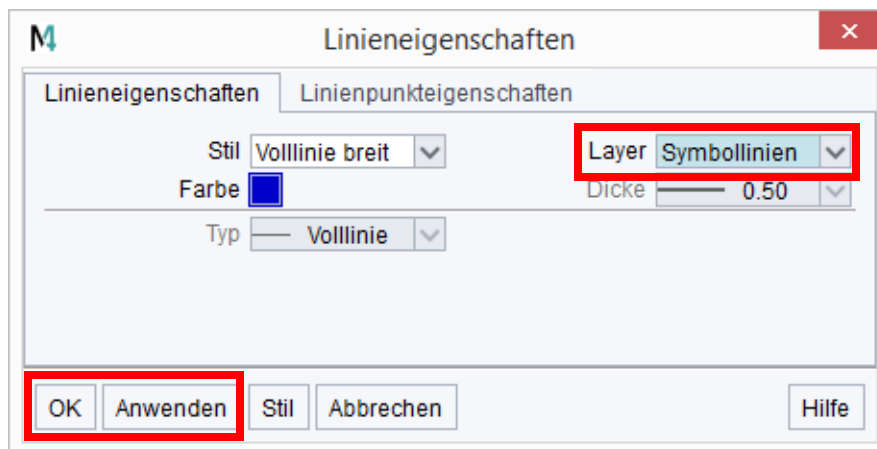 M4 Linieneigenschaften
Linieneigenschaften Linienpunkteigenschaften
Stil Volllinie breit Layer Symbollinien
Farbe Dicke 0.50
Typ Volllinie
OK Anwenden Stil Abbrechen Hilfe